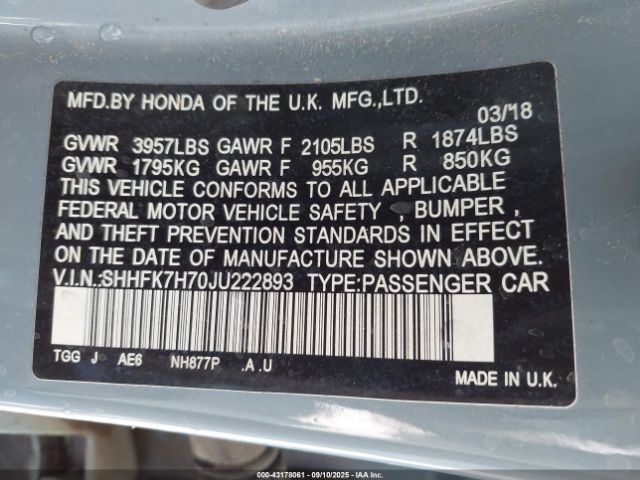 MFD.BY HONDA OF THE U.K. MFG.,LTD.
03/'18
GVWR 3957LBS GAWR F 2105LBS R 1874LBS
GVWR 1795KG GAWR F 955KG R 850KG
THIS VEHICLE CONFORMS TO ALL APPLICABLE
FEDERAL MOTOR VEHICLE SAFETY , BUMPER ,
AND THEFT PREVENTION STANDARDS IN EFFECT
ON THE DATE OF MANUFACTURE SHOWN ABOVE.
V.I.N.:SHHFK7H70JU222893 TYPE:PASSENGER CAR
TGG J AE6 NH877P .A .U
MADE IN U.K.
000-43178061 - 09/10/2025 - IAAI.COM